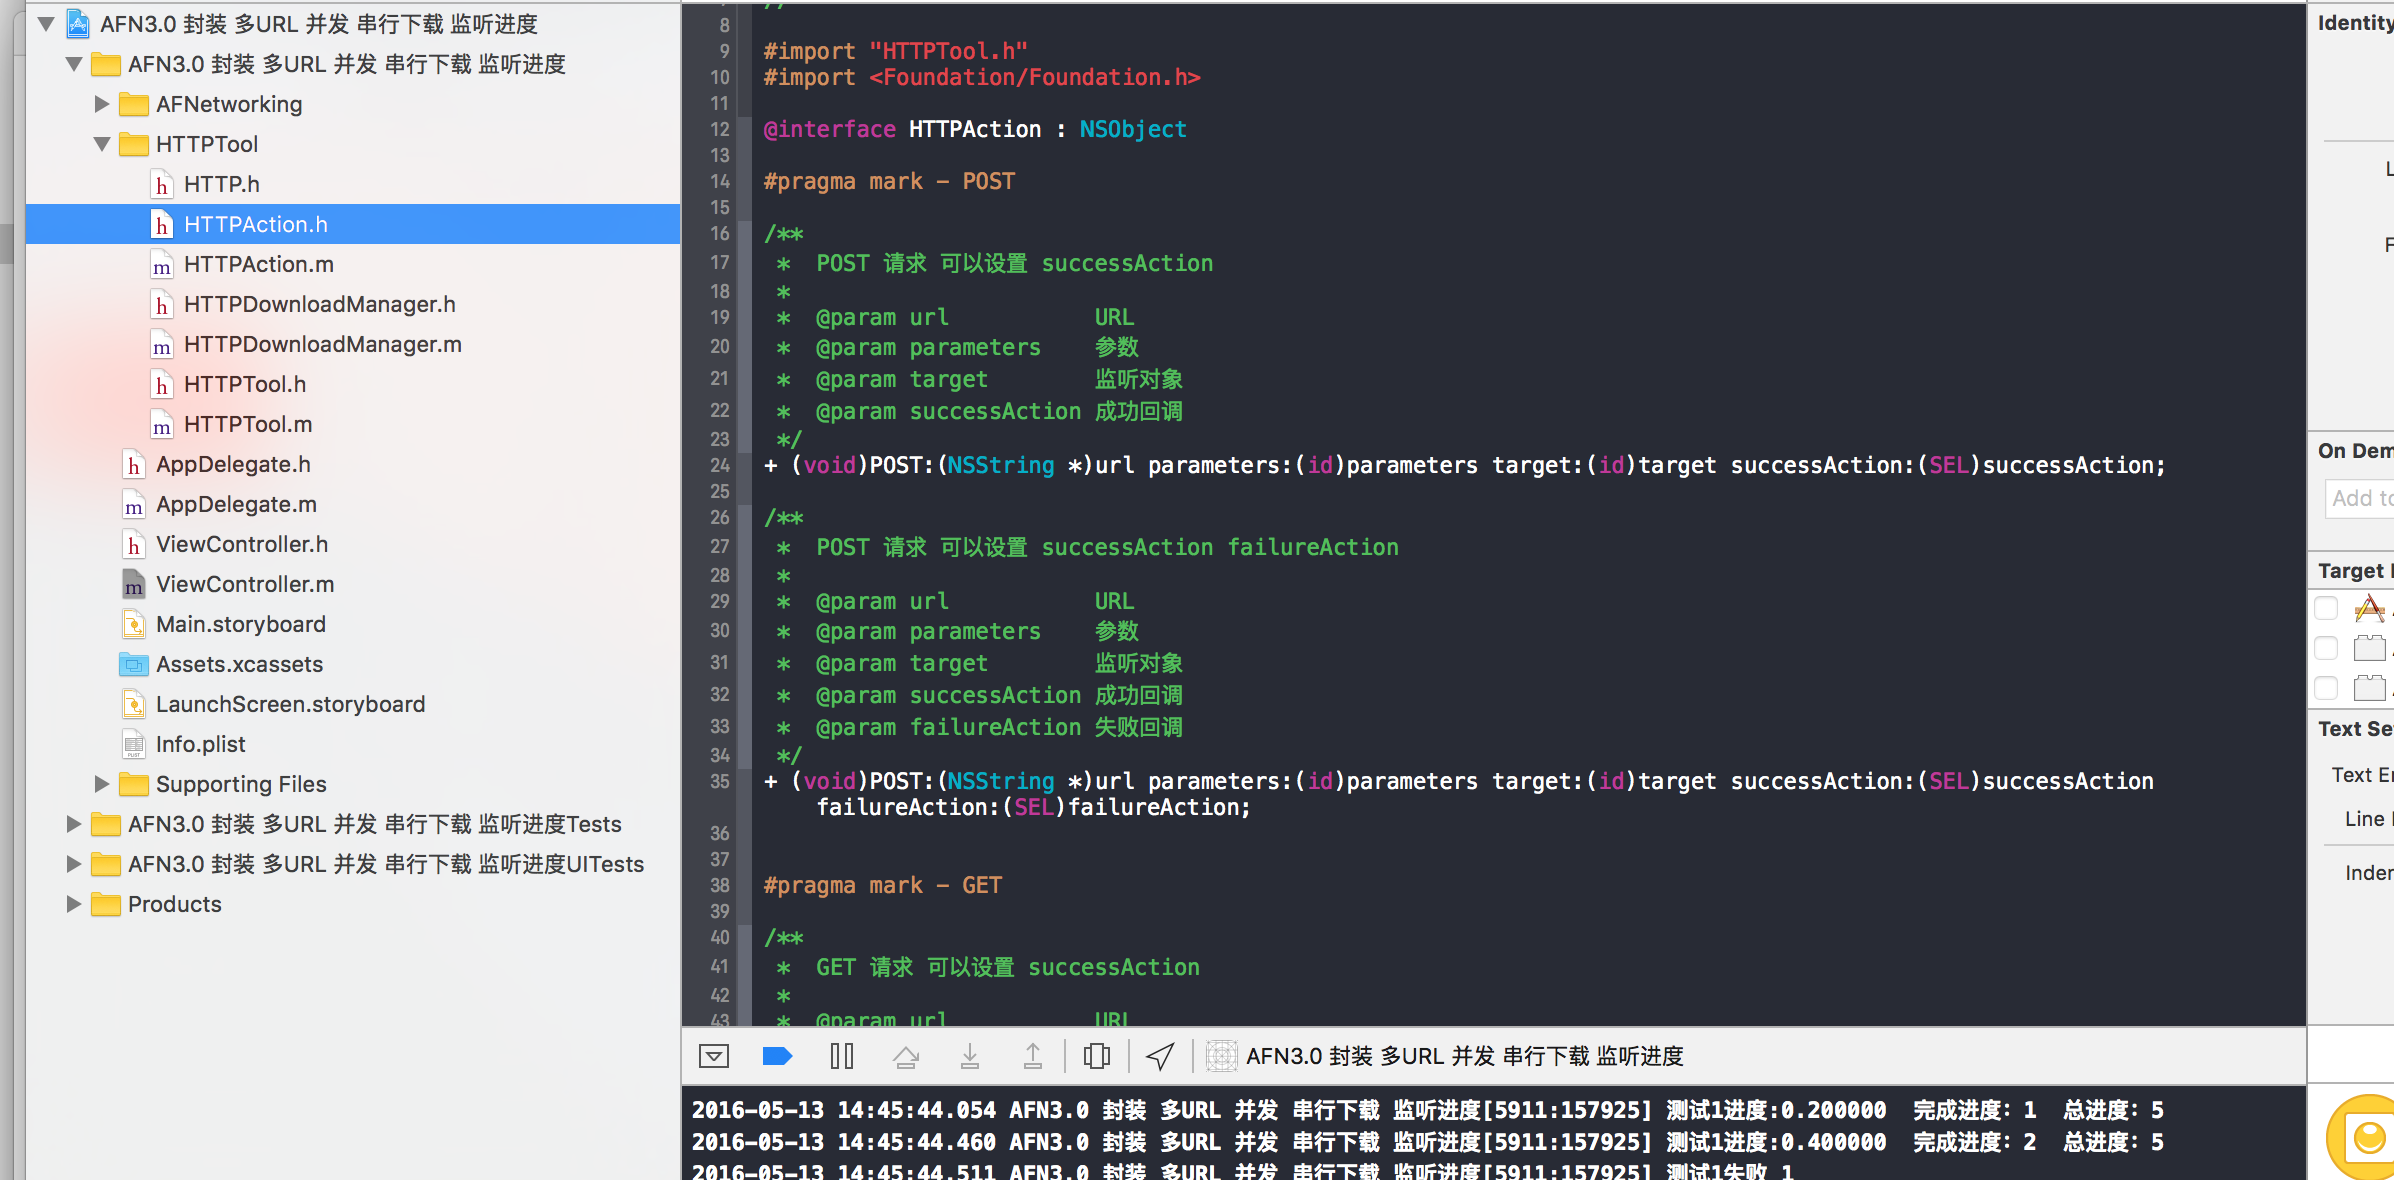 AFN3.0 封装 多URL 并发 串行下载 监听进度
AFN3.0 封装 多URL 并发 串行下载 监听进度
AFNetworking
HTTPTool
HTTP.h
HTTPAction.h
HTTPAction.m
HTTPDownloadManager.h
HTTPDownloadManager.m
HTTPTool.h
HTTPTool.m
AppDelegate.h
AppDelegate.m
ViewController.h
ViewController.m
Main.storyboard
Assets.xcassets
LaunchScreen.storyboard
Info.plist
Supporting Files
AFN3.0 封装 多URL 并发 串行下载 监听进度Tests
AFN3.0 封装 多URL 并发 串行下载 监听进度UITests
Products
8
9 #import "HTTPTool.h"
10 #import <Foundation/Foundation.h>
11
12 @interface HTTPAction : NSObject
13
14 #pragma mark - POST
15
16 /**
17 * POST 请求 可以设置 successAction
18 *
19 * @param url URL
20 * @param parameters 参数
21 * @param target 监听对象
22 * @param successAction 成功回调
23 */
24 + (void)POST:(NSString *)url parameters:(id)parameters target:(id)target successAction:(SEL)successAction;
25
26 /**
27 * POST 请求 可以设置 successAction failureAction
28 *
29 * @param url URL
30 * @param parameters 参数
31 * @param target 监听对象
32 * @param successAction 成功回调
33 * @param failureAction 失败回调
34 */
35 + (void)POST:(NSString *)url parameters:(id)parameters target:(id)target successAction:(SEL)successAction
failureAction:(SEL)failureAction;
36
37
38 #pragma mark - GET
39
40 /**
41 * GET 请求 可以设置 successAction
42 *
43 * @param url URL
AFN3.0 封装 多URL 并发 串行下载 监听进度
2016-05-13 14:45:44.054 AFN3.0 封装 多URL 并发 串行下载 监听进度[5911:157925] 测试1进度:0.200000 完成进度: 1 总进度: 5
2016-05-13 14:45:44.460 AFN3.0 封装 多URL 并发 串行下载 监听进度[5911:157925] 测试1进度:0.400000 完成进度: 2 总进度: 5
2016-05-13 14:45:44.511 AFN3.0 封装 多URL 并发 串行下载 监听进度[5911:157925] 测试1失败 1
Identity
On Dem
Add to
Target
Text Se
Text
Line